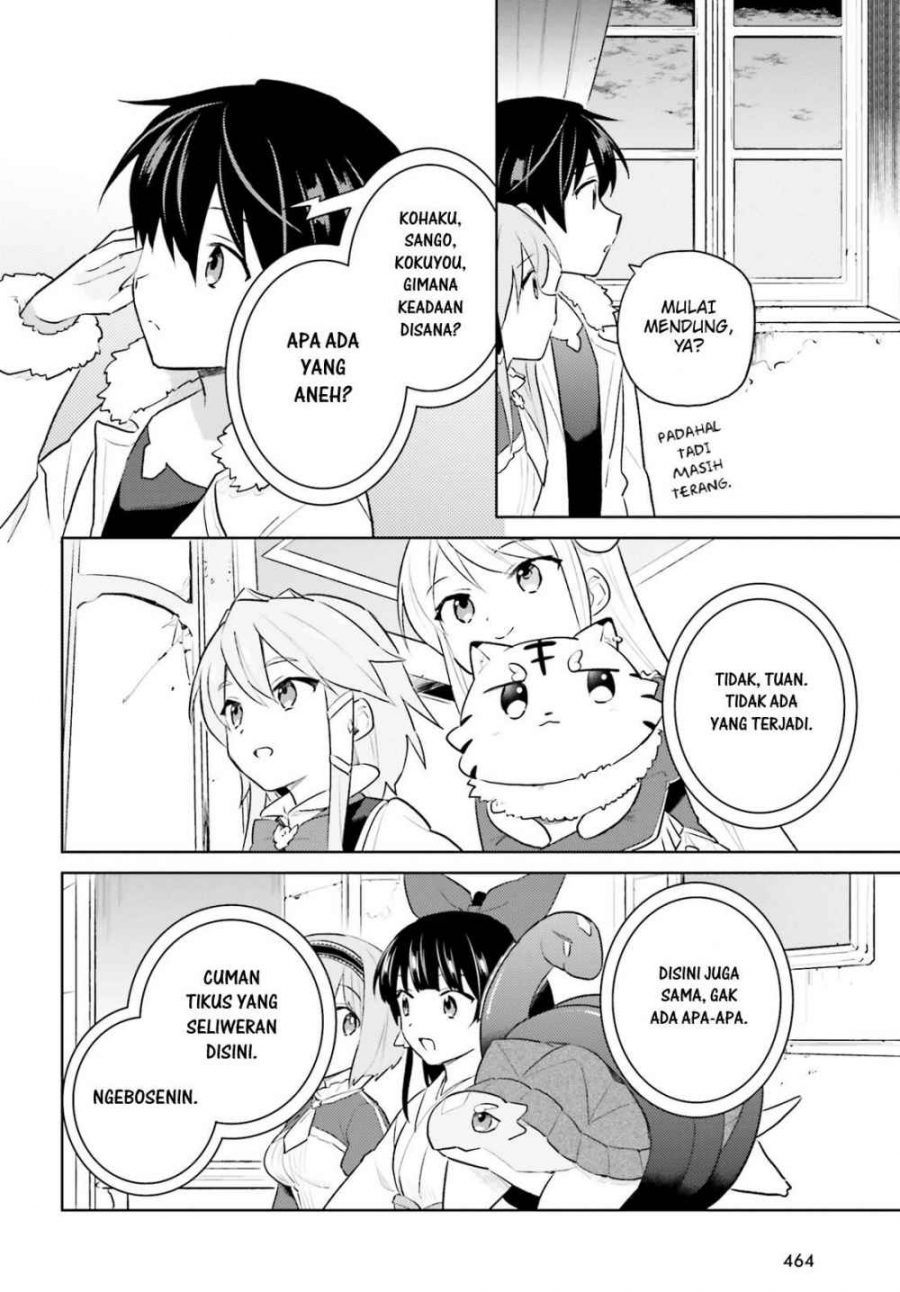 MULAI
MENDUNG,
YA?
PADAHAL
TADI
MASIH
TERANG.
KOHAKU,
SANGO,
KOKUYOU,
GIMANA
KEADAAN
DISANA?
APA ADA
YANG
ANEH?
TIDAK, TUAN.
TIDAK ADA
YANG TERJADI.
DISINI JUGA
SAMA, GAK
ADA APA-APA.
CUMAN
TIKUS YANG
SELIWERAN
DISINI.
NGEBOSENIN.
464